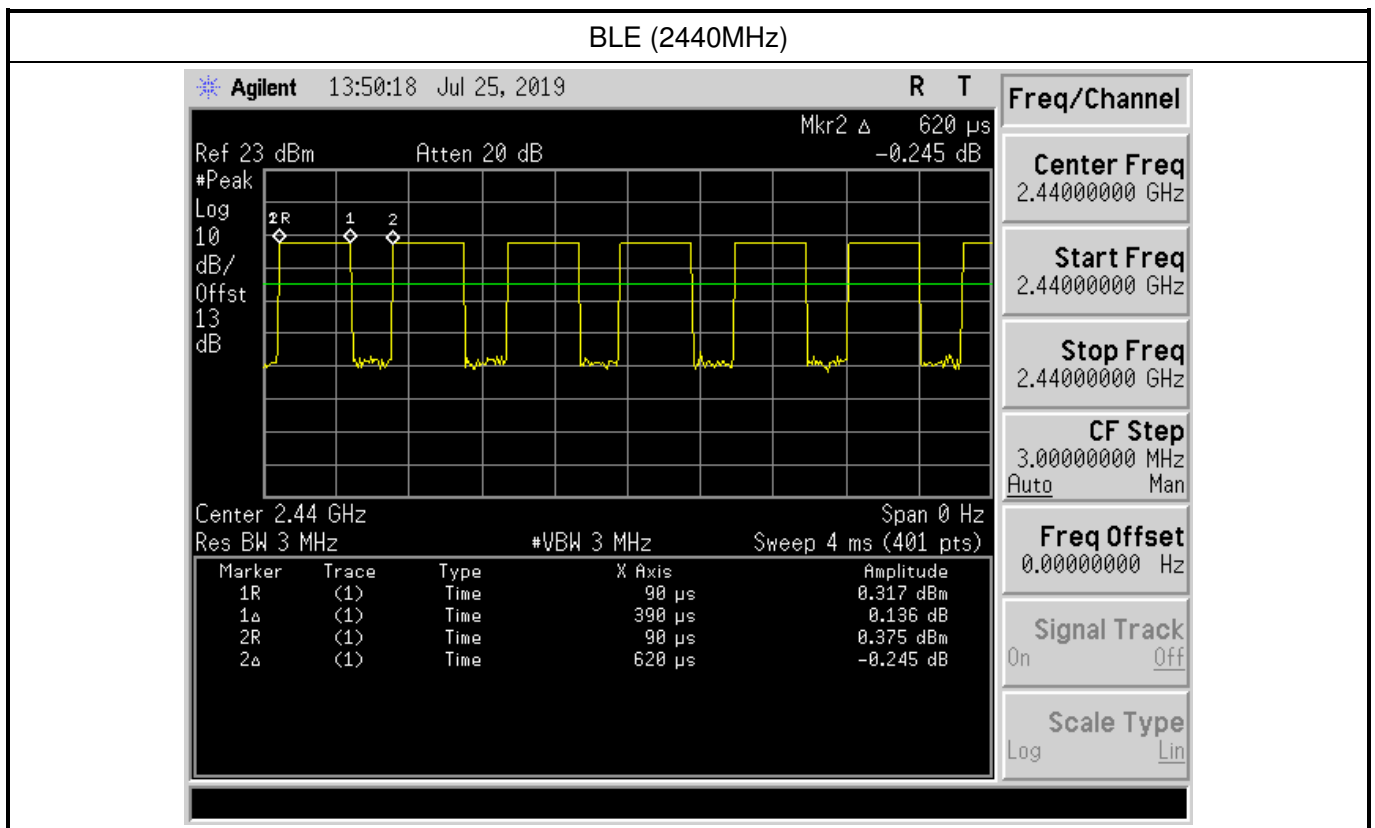 BLE (2440MHz)
Agilent 13:50:18 Jul 25, 2019 R T
Mkr2 Δ 620 µs
Ref 23 dBm Atten 20 dB -0.245 dB
#Peak
Log
10
dB/
Offst
13
dB
2R 1 2
Center 2.44 GHz Span 0 Hz
Res BW 3 MHz #VBW 3 MHz Sweep 4 ms (401 pts)
Marker Trace Type X Axis Amplitude
1R (1) Time 90 µs 0.317 dBm
1Δ (1) Time 390 µs 0.136 dB
2R (1) Time 90 µs 0.375 dBm
2Δ (1) Time 620 µs -0.245 dB
Freq/Channel
Center Freq
2.44000000 GHz
Start Freq
2.44000000 GHz
Stop Freq
2.44000000 GHz
CF Step
3.00000000 MHz
Auto Man
Freq Offset
0.00000000 Hz
Signal Track
On Off
Scale Type
Log Lin